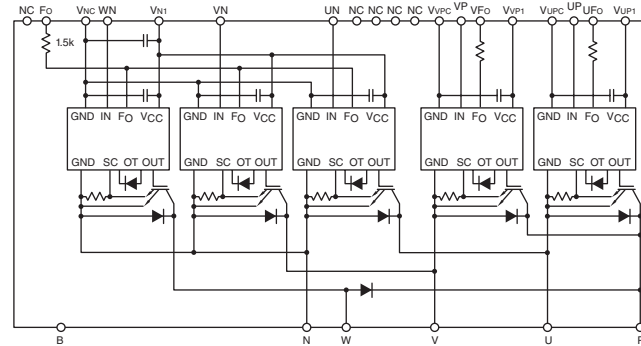 NC FO VNC WN VN1 VN UN NC NC NC NC VVPC VP VFO VVP1 VUPC UP UFO VUP1
1.5k
GND IN FO VCC GND IN FO VCC GND IN FO VCC GND IN FO VCC GND IN FO VCC
GND SC OT OUT GND SC OT OUT GND SC OT OUT GND SC OT OUT GND SC OT OUT
B N W V U P